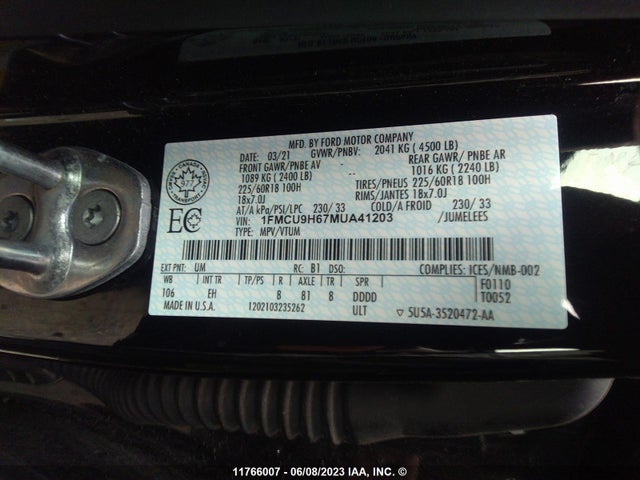 MFD. BY FORD MOTOR COMPANY
DATE: 03/21 GVWR/PNBV: 2041 KG ( 4500 LB)
FRONT GAWR/PNBE AV REAR GAWR/ PNBE AR
1089 KG ( 2400 LB) 1016 KG ( 2240 LB)
225/60R18 100H TIRES/PNEUS 225/60R18 100H
18x7.0J RIMS/JANTES 18x7.0J
AT/A kPa/PSI/LPC 230/ 33 COLD/A FROID 230/ 33
VIN: 1FMCU9H67MUA41203 /JUMELEES
TYPE: MPV/VTUM
CANADA
977
TRANSPORT
EC
EXT PNT: UM RC: B1 DSO: COMPLIES: ICES/NMB-002
WB TR TP/PS R AXLE TR SPR F0110
106 EH 8 81 8 DDDD T0052
MADE IN U.S.A. 1202103235262 ULT 5U5A-3520472-AA
11766007 - 06/08/2023 IAA, INC. ©